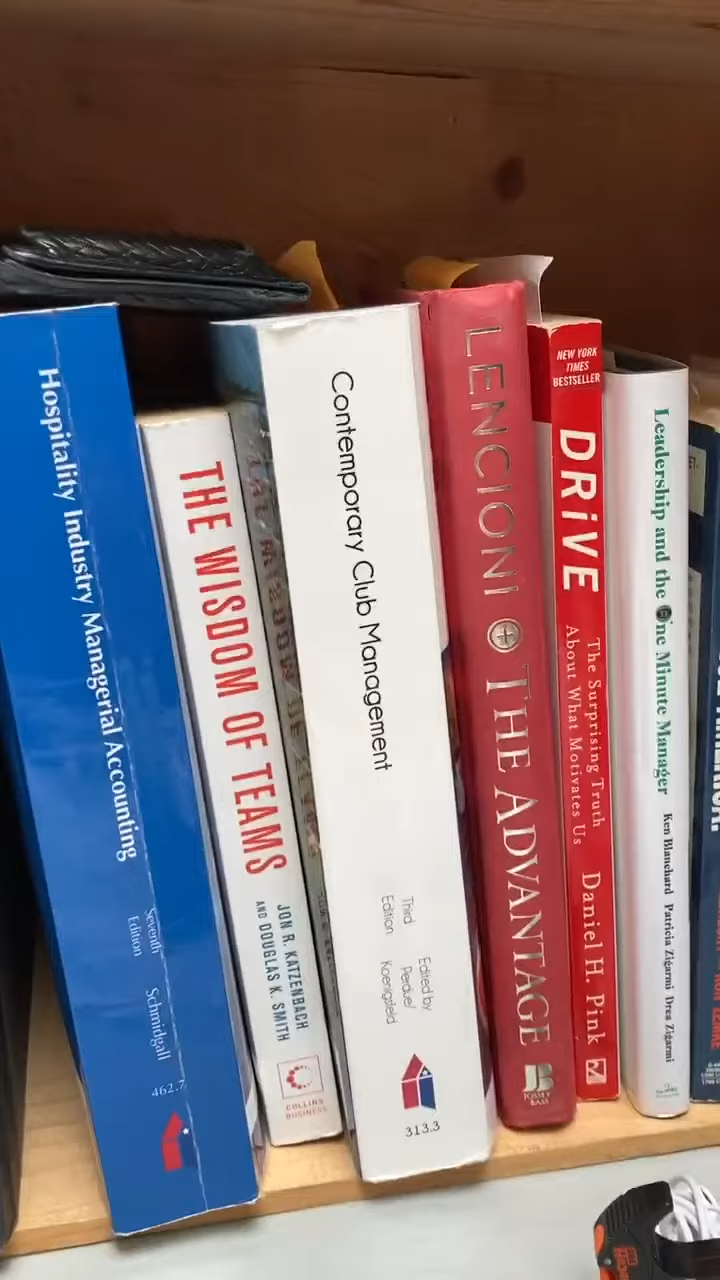 Hospitality Industry Managerial Accounting
Seventh
Edition
Schmidgall
462.7
THE WISDOM OF TEAMS
JON R. KATZENBACH
AND DOUGLAS K. SMITH
COLLINS
BUSINESS
Contemporary Club Management
Third
Edition
Edited by
Perdue/
Koenigsfeld
313.3
LENCIONI THE ADVANTAGE
JOSSEY
BASS
NEW YORK
TIMES
BESTSELLER
DRiVE
The Surprising Truth
About What Motivates Us
Daniel H. Pink
Leadership and the One Minute Manager
Ken Blanchard Patricia Zigarmi Drea Zigarmi